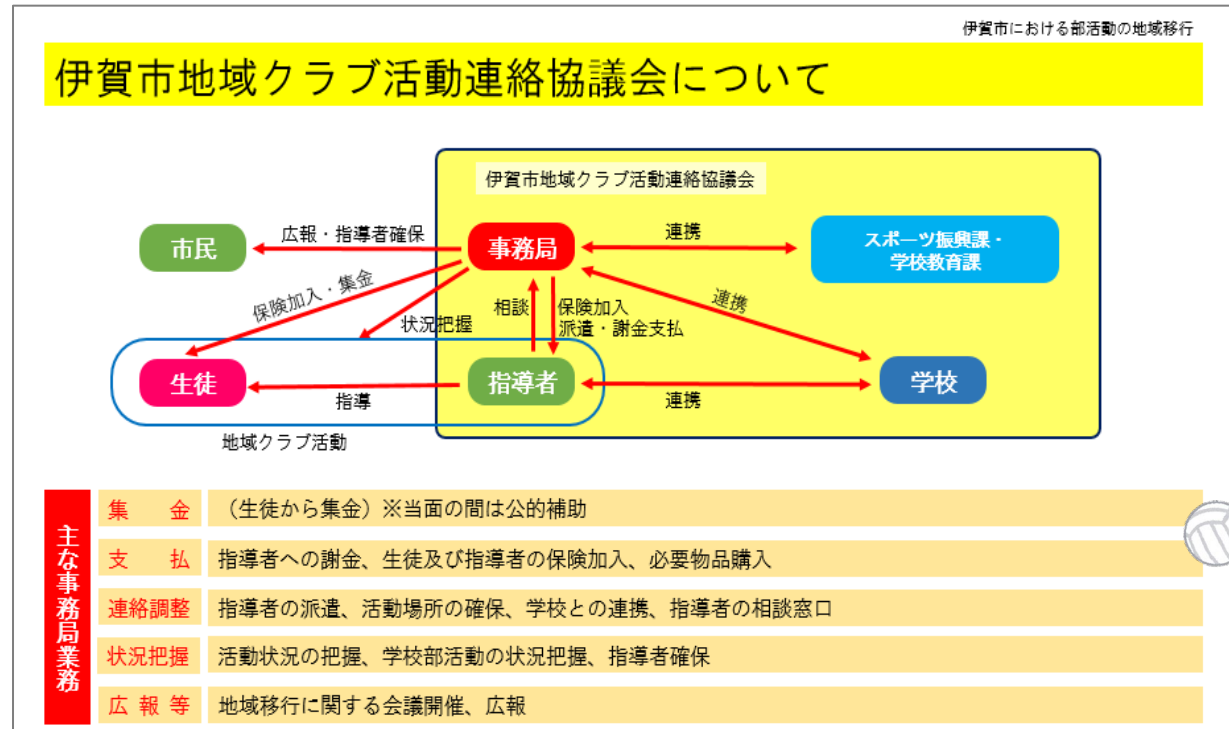 伊賀市における部活動の地域移行
伊賀市地域クラブ活動連絡協議会について
伊賀市地域クラブ活動連絡協議会
市民
広報・指導者確保
事務局
連携
スポーツ振興課・
学校教育課
保険加入・集金
状況把握
相談
保険加入
派遣・謝金支払
連携
生徒
指導
指導者
連携
学校
地域クラブ活動
主な事務局業務
集 金
（生徒から集金）※当面の間は公的補助
支 払
指導者への謝金、生徒及び指導者の保険加入、必要物品購入
連絡調整
指導者の派遣、活動場所の確保、学校との連携、指導者の相談窓口
状況把握
活動状況の把握、学校部活動の状況把握、指導者確保
広 報 等
地域移行に関する会議開催、広報